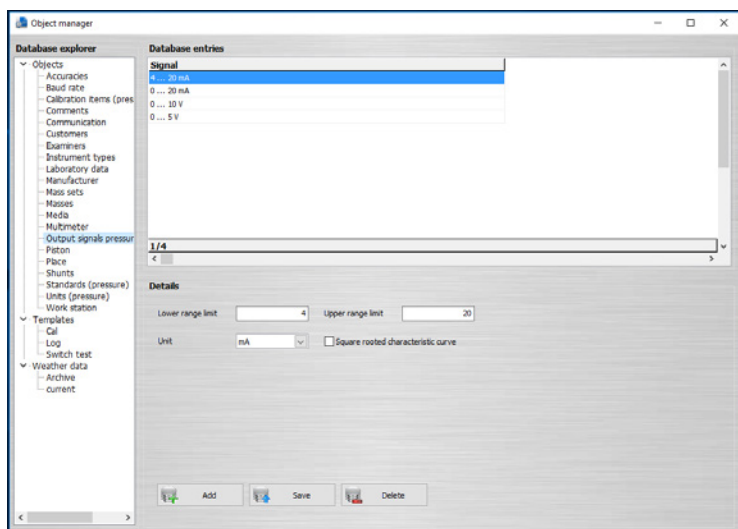 Object manager
Database explorer
Objects
Accuracies
Baud rate
Calibration items (pres
Comments
Communication
Customers
Examiners
Instrument types
Laboratory data
Manufacturer
Mass sets
Masses
Media
Multimeter
Output signals pressur
Piston
Place
Shunts
Standards (pressure)
Units (pressure)
Work station
Templates
Cal
Log
Switch test
Weather data
Archive
current
Database entries
Signal
4 ... 20 mA
0 ... 20 mA
0 ... 10 V
0 ... 5 V
1/4
Details
Lower range limit 4 Upper range limit 20
Unit mA Square rooted characteristic curve
Add Save Delete